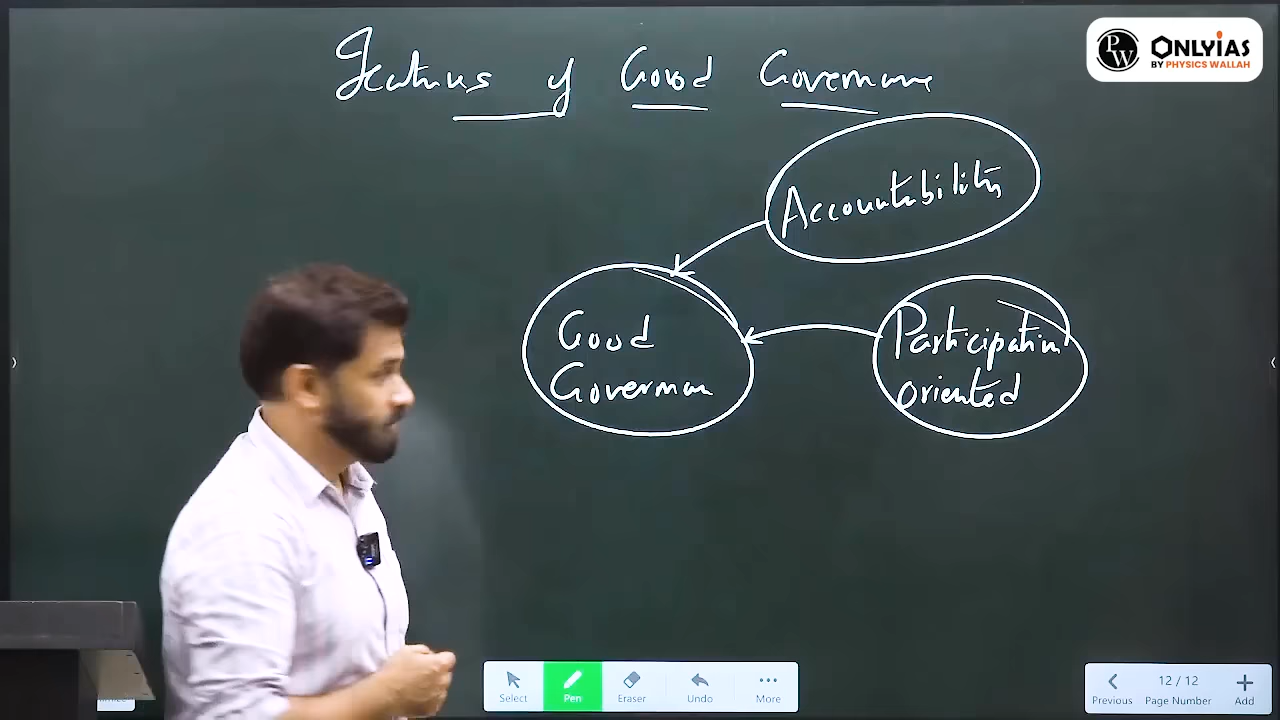 Features of Good Governance
PW ONLYIAS
BY PHYSICS WALLAH
Accountability
Good
Governance
Participation
oriented
Select
Pen
Eraser
Undo
More
Previous
12 / 12
Page Number
Add